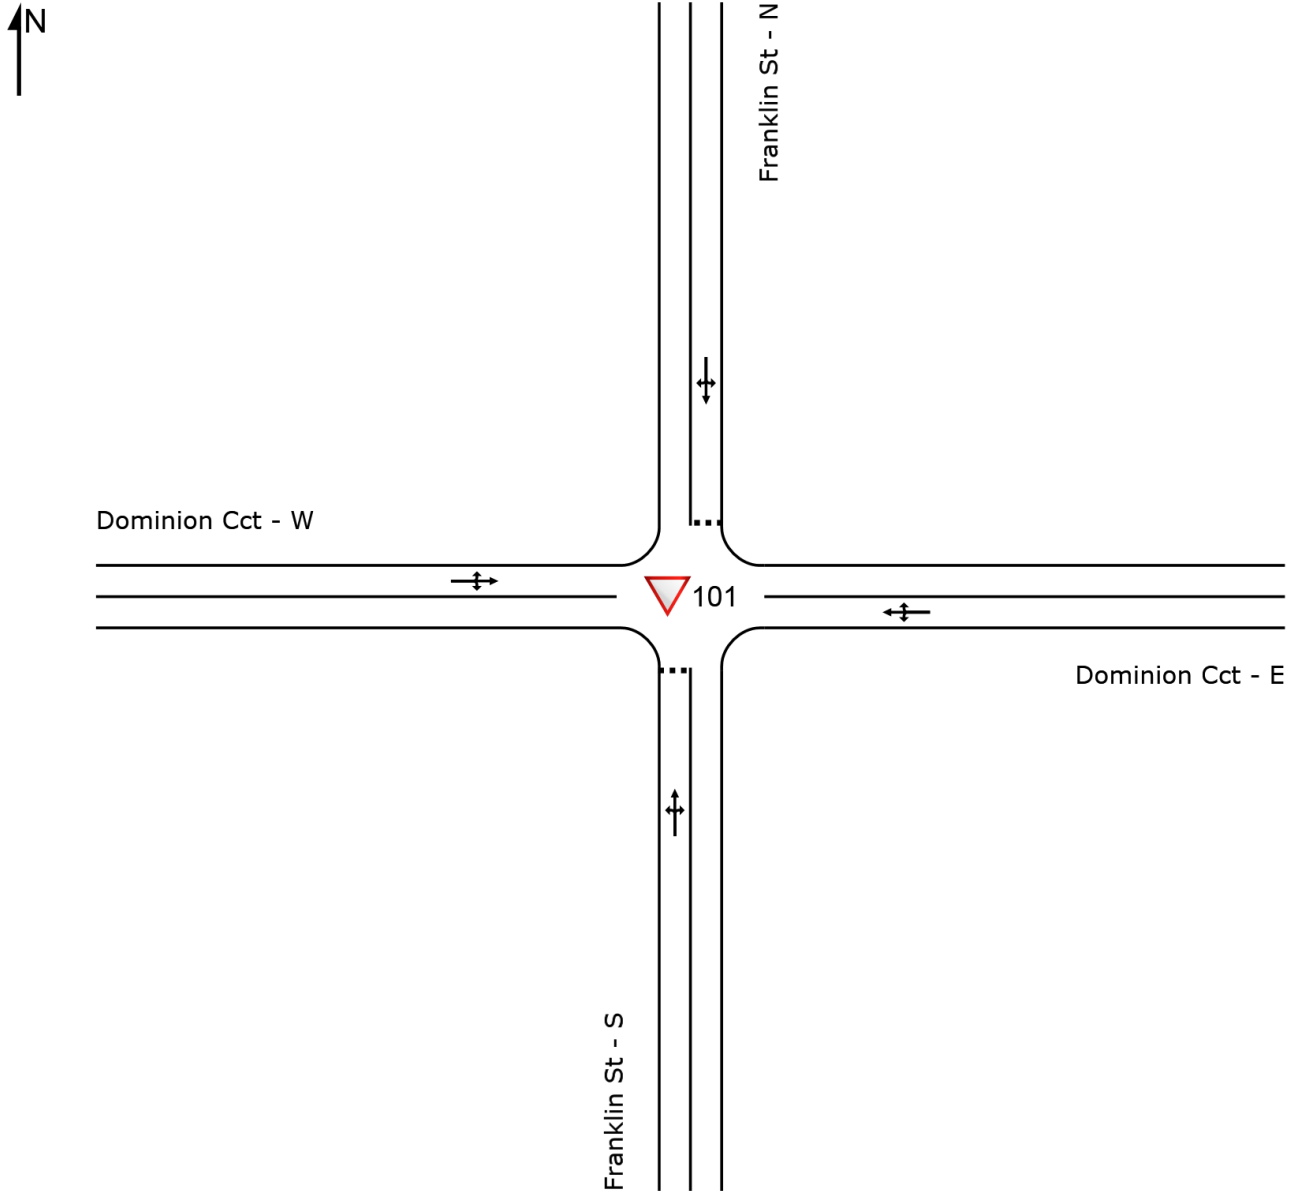 N
Franklin St - N
Dominion Cct - W
101
Dominion Cct - E
Franklin St - S